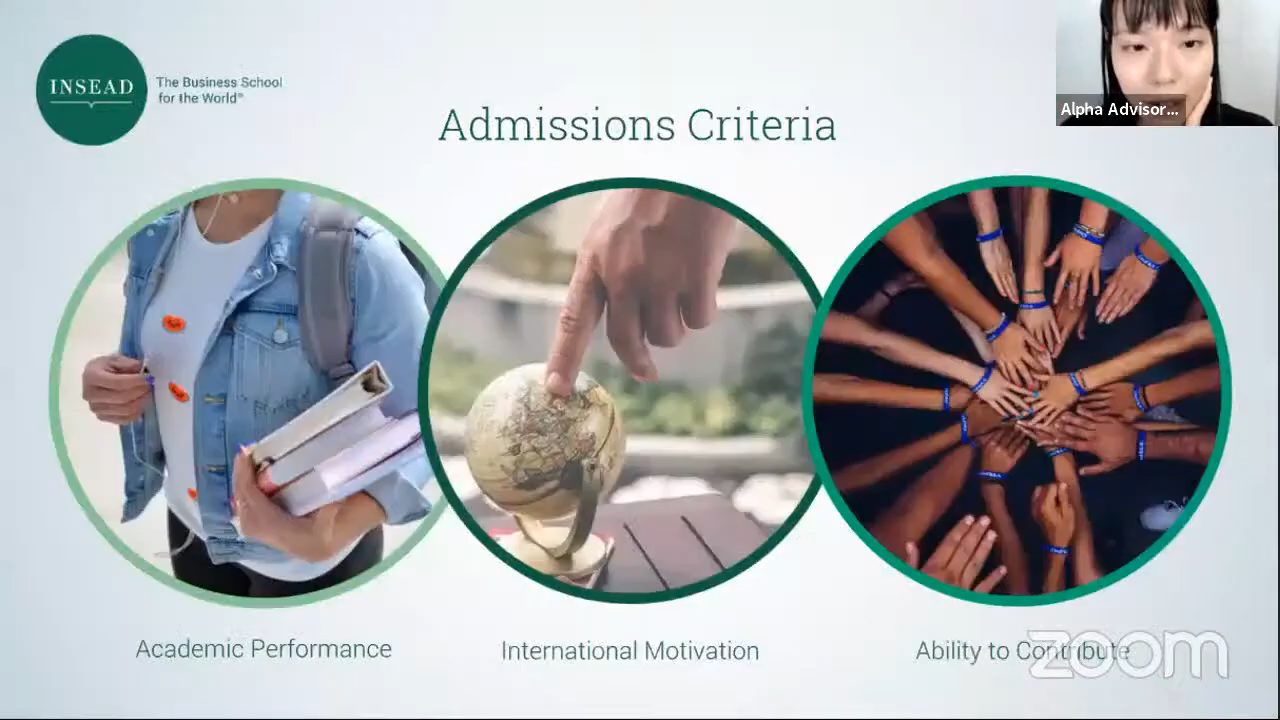 INSEAD
The Business School
for the World®
Alpha Advisor...
Admissions Criteria
Academic Performance
International Motivation
Ability to Contribute
zoom